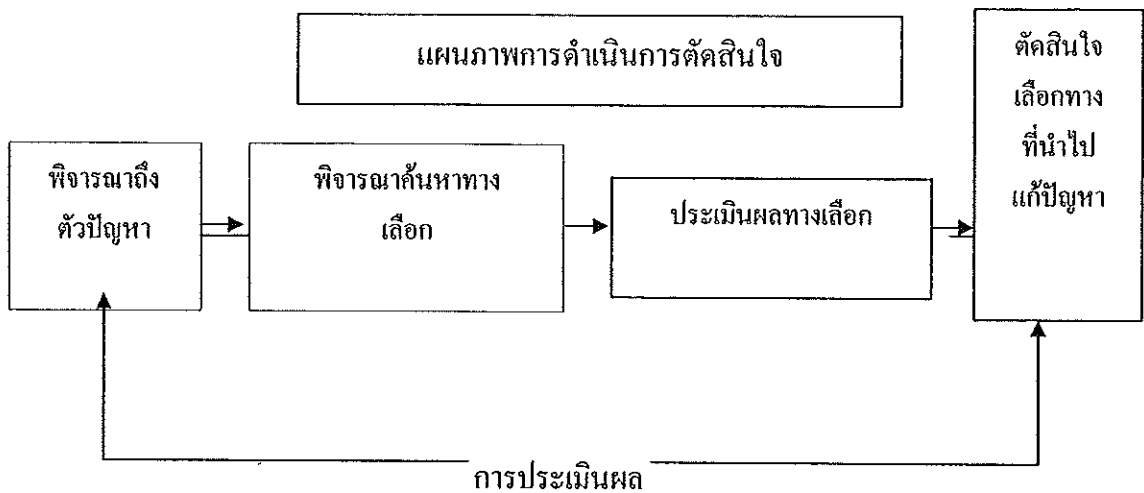 แผนภาพการดำเนินการตัดสินใจ
พิจารณาถึง
ตัวปัญหา
พิจารณาค้นหาทาง
เลือก
ประเมินผลทางเลือก
ตัดสินใจ
เลือกทาง
ที่นำไป
แก้ปัญหา
การประเมินผล